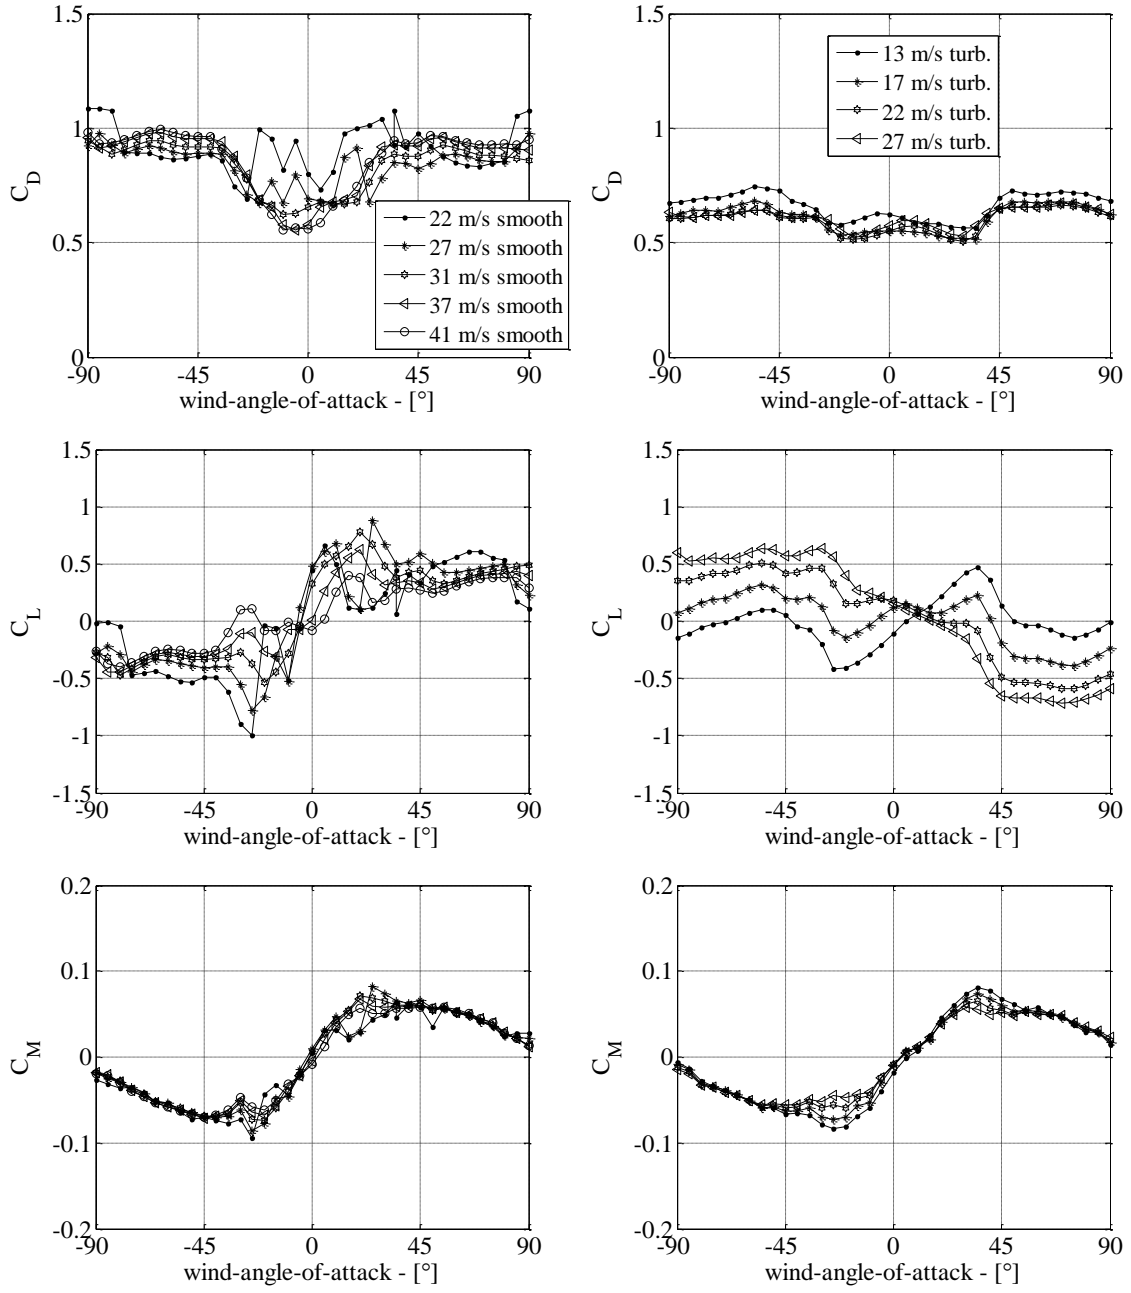 1.5
1
0.5
0
C_D
-90 -45 0 45 90
wind-angle-of-attack - [°]
22 m/s smooth
27 m/s smooth
31 m/s smooth
37 m/s smooth
41 m/s smooth
1.5
1
0.5
0
C_D
-90 -45 0 45 90
wind-angle-of-attack - [°]
13 m/s turb.
17 m/s turb.
22 m/s turb.
27 m/s turb.
1.5
1
0.5
0
-0.5
-1
-1.5
C_L
-90 -45 0 45 90
wind-angle-of-attack - [°]
1.5
1
0.5
0
-0.5
-1
-1.5
C_L
-90 -45 0 45 90
wind-angle-of-attack - [°]
0.2
0.1
0
-0.1
-0.2
C_M
-90 -45 0 45 90
wind-angle-of-attack - [°]
0.2
0.1
0
-0.1
-0.2
C_M
-90 -45 0 45 90
wind-angle-of-attack - [°]